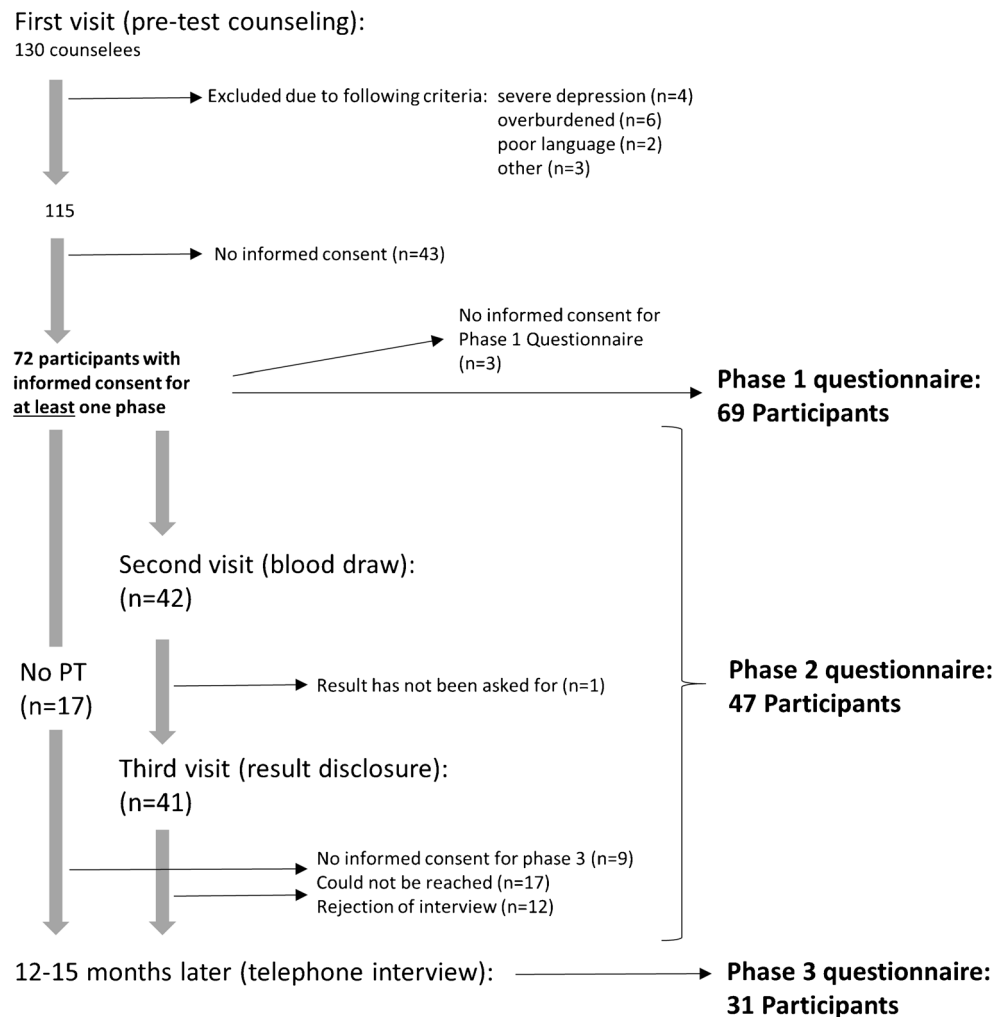 First visit (pre-test counseling):
130 counselees
Excluded due to following criteria: severe depression (n=4)
overburdened (n=6)
poor language (n=2)
other (n=3)
115
No informed consent (n=43)
No informed consent for
Phase 1 Questionnaire
(n=3)
72 participants with
informed consent for
at least one phase
Phase 1 questionnaire:
69 Participants
Second visit (blood draw):
(n=42)
No PT
(n=17)
Result has not been asked for (n=1)
Phase 2 questionnaire:
47 Participants
Third visit (result disclosure):
(n=41)
No informed consent for phase 3 (n=9)
Could not be reached (n=17)
Rejection of interview (n=12)
12-15 months later (telephone interview):
Phase 3 questionnaire:
31 Participants